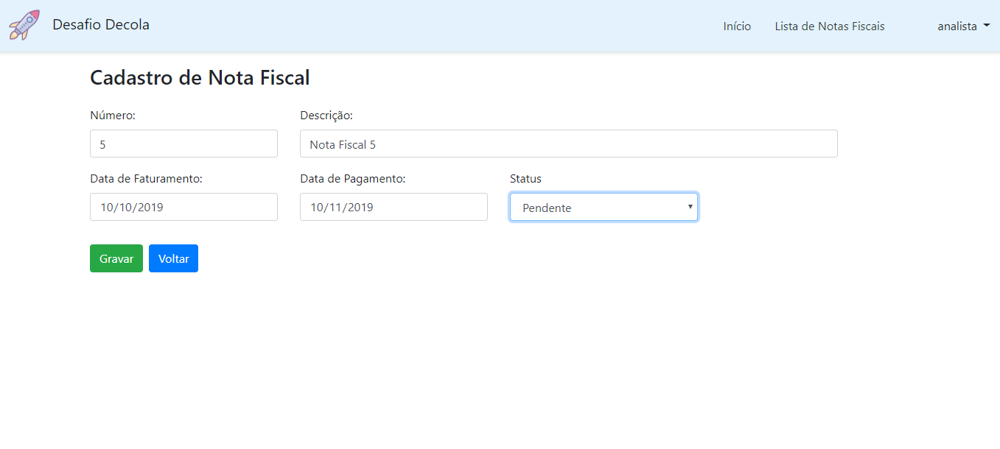 Desafio Decola
Início Lista de Notas Fiscais analista
Cadastro de Nota Fiscal
Número: Descrição:
5 Nota Fiscal 5
Data de Faturamento: Data de Pagamento: Status
10/10/2019 10/11/2019 Pendente
Gravar Voltar